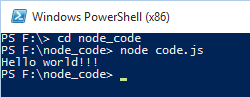 Windows PowerShell (x86)
PS F:\> cd node_code
PS F:\node_code> node code.js
Hello world!!!
PS F:\node_code>